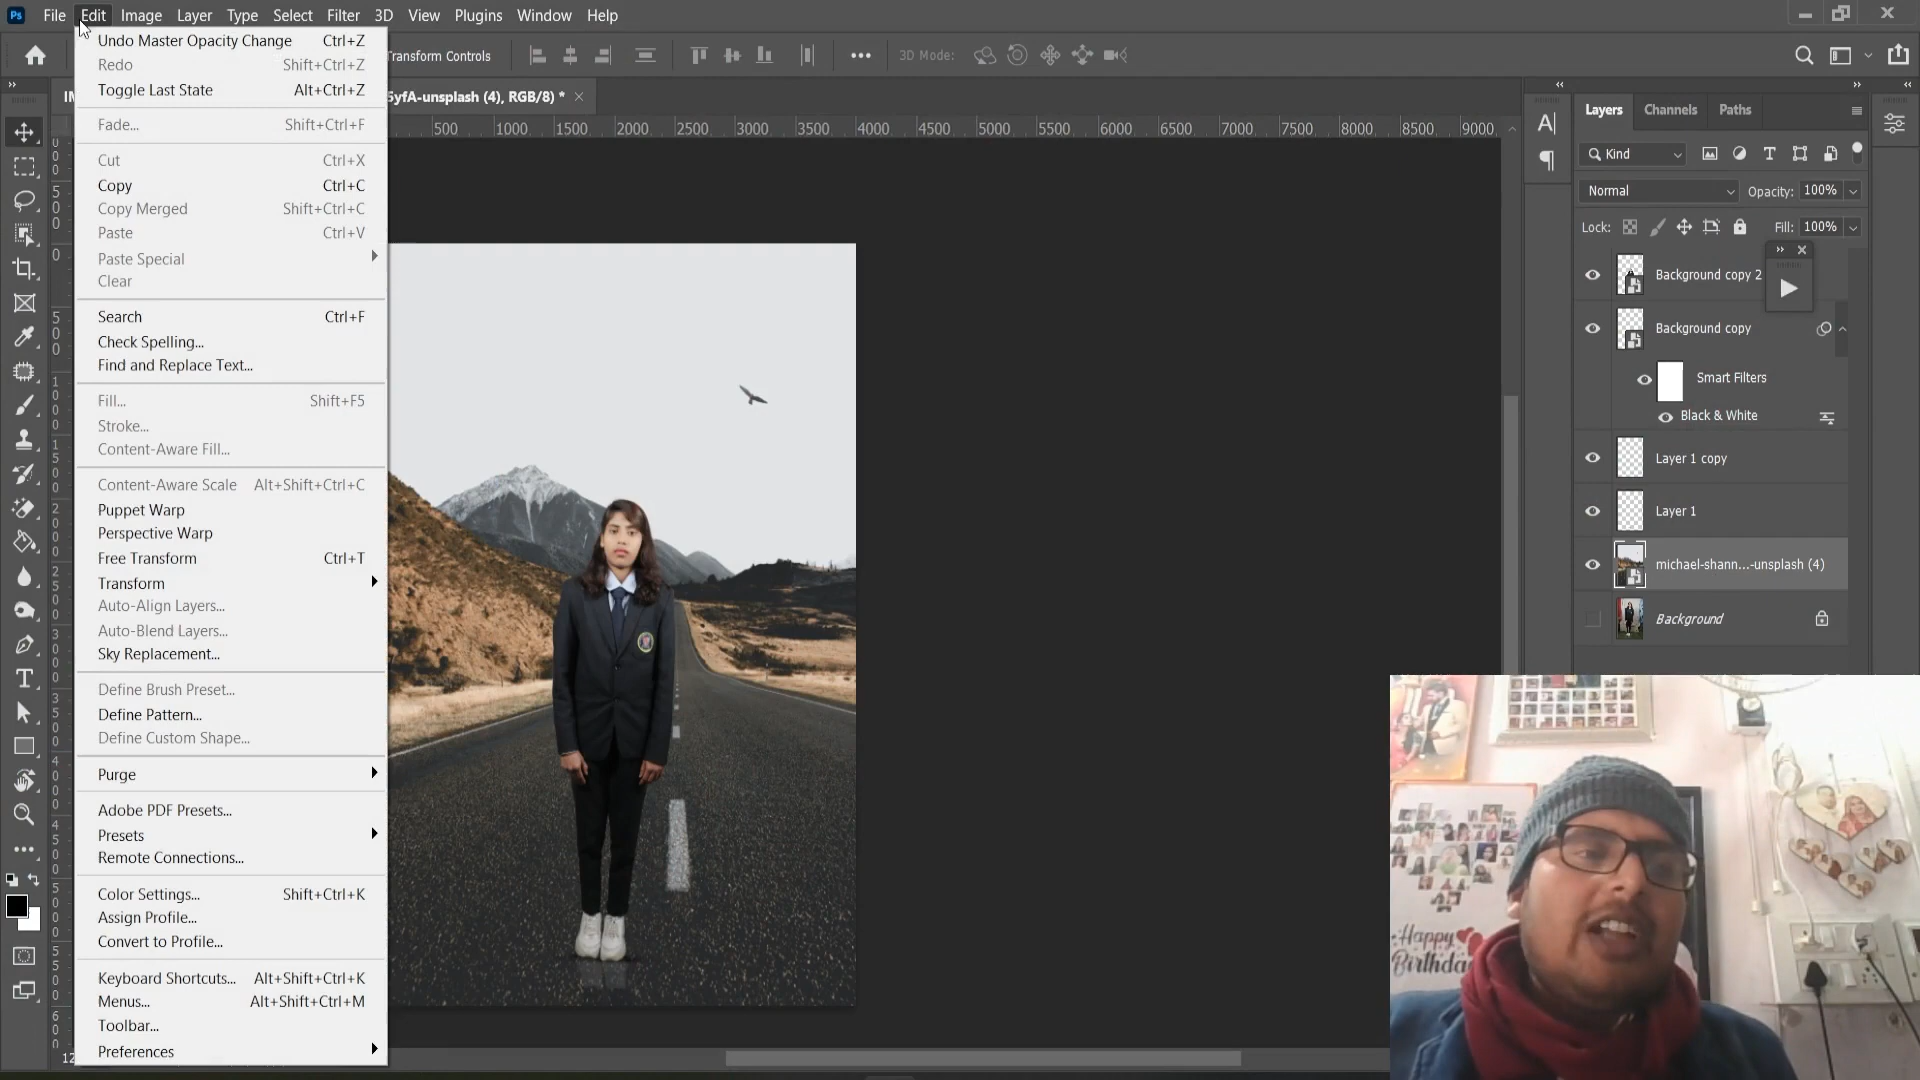 Ps File Edit Image Layer Type Select Filter 3D View Plugins Window Help
Transform Controls
3D Mode:
5yfA-unsplash (4), RGB/8) *
Undo Master Opacity Change Ctrl+Z
Redo Shift+Ctrl+Z
Toggle Last State Alt+Ctrl+Z
Fade... Shift+Ctrl+F
Cut Ctrl+X
Copy Ctrl+C
Copy Merged Shift+Ctrl+C
Paste Ctrl+V
Paste Special
Clear
Search Ctrl+F
Check Spelling...
Find and Replace Text...
Fill... Shift+F5
Stroke...
Content-Aware Fill...
Content-Aware Scale Alt+Shift+Ctrl+C
Puppet Warp
Perspective Warp
Free Transform Ctrl+T
Transform
Auto-Align Layers...
Auto-Blend Layers...
Sky Replacement...
Define Brush Preset...
Define Pattern...
Define Custom Shape...
Purge
Adobe PDF Presets...
Presets
Remote Connections...
Color Settings... Shift+Ctrl+K
Assign Profile...
Convert to Profile...
Keyboard Shortcuts... Alt+Shift+Ctrl+K
Menus... Alt+Shift+Ctrl+M
Toolbar...
Preferences
500 1000 1500 2000 2500 3000 3500 4000 4500 5000 5500 6000 6500 7000 7500 8000 8500 9000
Layers Channels Paths
Kind
Normal Opacity: 100%
Lock: Fill: 100%
Background copy 2
Background copy
Smart Filters
Black & White
Layer 1 copy
Layer 1
michael-shann...-unsplash (4)
Background
Happy
Birthda